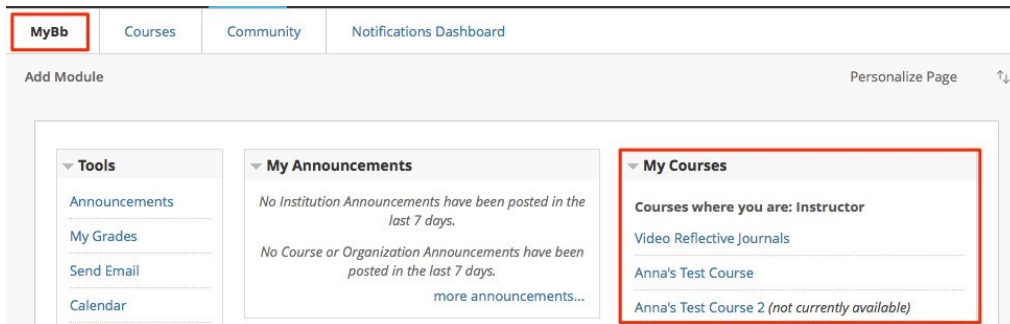 MyBb Courses Community Notifications Dashboard
Add Module Personalize Page
Tools
Announcements
My Grades
Send Email
Calendar
My Announcements
No Institution Announcements have been posted in the
last 7 days.
No Course or Organization Announcements have been
posted in the last 7 days.
more announcements...
My Courses
Courses where you are: Instructor
Video Reflective Journals
Anna's Test Course
Anna's Test Course 2 (not currently available)